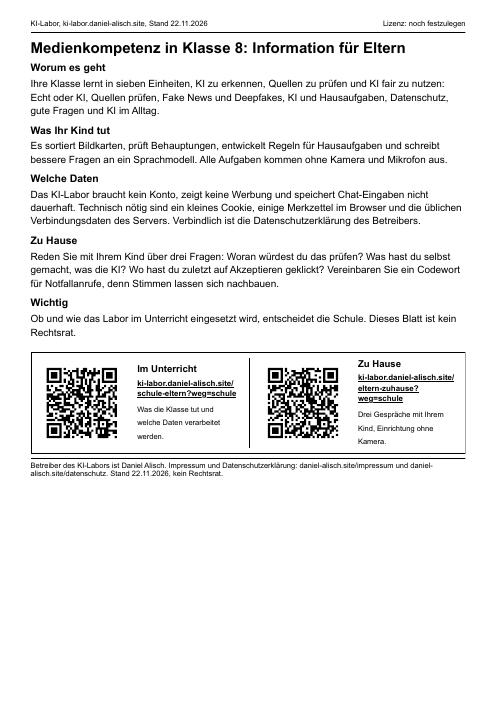 KI-Labor, ki-labor.daniel-alisch.site, Stand 22.11.2026
Lizenz: noch festzulegen
Medienkompetenz in Klasse 8: Information für Eltern
Worum es geht
Ihre Klasse lernt in sieben Einheiten, KI zu erkennen, Quellen zu prüfen und KI fair zu nutzen:
Echt oder KI, Quellen prüfen, Fake News und Deepfakes, KI und Hausaufgaben, Datenschutz,
gute Fragen und KI im Alltag.
Was Ihr Kind tut
Es sortiert Bildkarten, prüft Behauptungen, entwickelt Regeln für Hausaufgaben und schreibt
bessere Fragen an ein Sprachmodell. Alle Aufgaben kommen ohne Kamera und Mikrofon aus.
Welche Daten
Das KI-Labor braucht kein Konto, zeigt keine Werbung und speichert Chat-Eingaben nicht
dauerhaft. Technisch nötig sind ein kleines Cookie, einige Merkzettel im Browser und die üblichen
Verbindungsdaten des Servers. Verbindlich ist die Datenschutzerklärung des Betreibers.
Zu Hause
Reden Sie mit Ihrem Kind über drei Fragen: Woran würdest du das prüfen? Was hast du selbst
gemacht, was die KI? Wo hast du zuletzt auf Akzeptieren geklickt? Vereinbaren Sie ein Codewort
für Notfallanrufe, denn Stimmen lassen sich nachbauen.
Wichtig
Ob und wie das Labor im Unterricht eingesetzt wird, entscheidet die Schule. Dieses Blatt ist kein
Rechtsrat.
Im Unterricht
ki-labor.daniel-alisch.site/
schule-eltern?weg=schule
Was die Klasse tut und
welche Daten verarbeitet
werden.
Zu Hause
ki-labor.daniel-alisch.site/
eltern-zuhause?
weg=schule
Drei Gespräche mit Ihrem
Kind, Einrichtung ohne
Kamera.
Betreiber des KI-Labors ist Daniel Alisch. Impressum und Datenschutzerklärung: daniel-alisch.site/impressum und daniel-
alisch.site/datenschutz. Stand 22.11.2026, kein Rechtsrat.